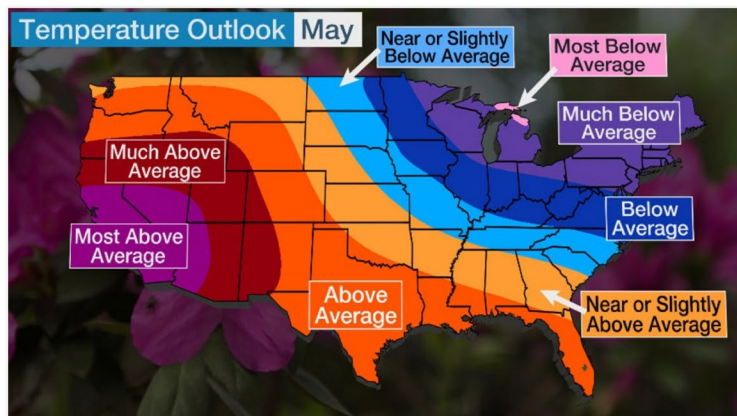 Temperature Outlook May
Near or Slightly
Below Average
Most Below
Average
Much Below
Average
Much Above
Average
Below
Average
Most Above
Average
Above
Average
Near or Slightly
Above Average